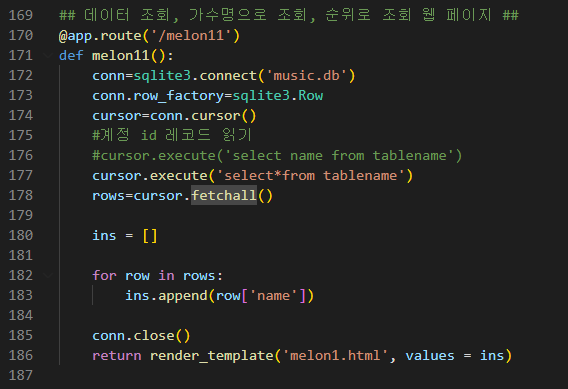 169 ## 데이터 조회, 가수명으로 조회, 순위로 조회 웹 페이지 ##
170 @app.route('/melon11')
171 def melon11():
172     conn=sqlite3.connect('music.db')
173     conn.row_factory=sqlite3.Row
174     cursor=conn.cursor()
175     #계정 id 레코드 읽기
176     #cursor.execute('select name from tablename')
177     cursor.execute('select*from tablename')
178     rows=cursor.fetchall()
179
180     ins = []
181
182     for row in rows:
183         ins.append(row['name'])
184
185     conn.close()
186     return render_template('melon1.html', values = ins)
187